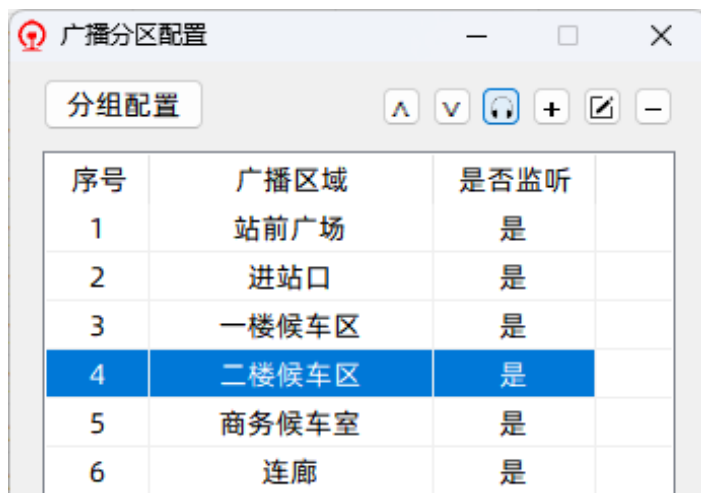 广播分区配置
分组配置
序号 广播区域 是否监听
1 站前广场 是
2 进站口 是
3 一楼候车区 是
4 二楼候车区 是
5 商务候车室 是
6 连廊 是